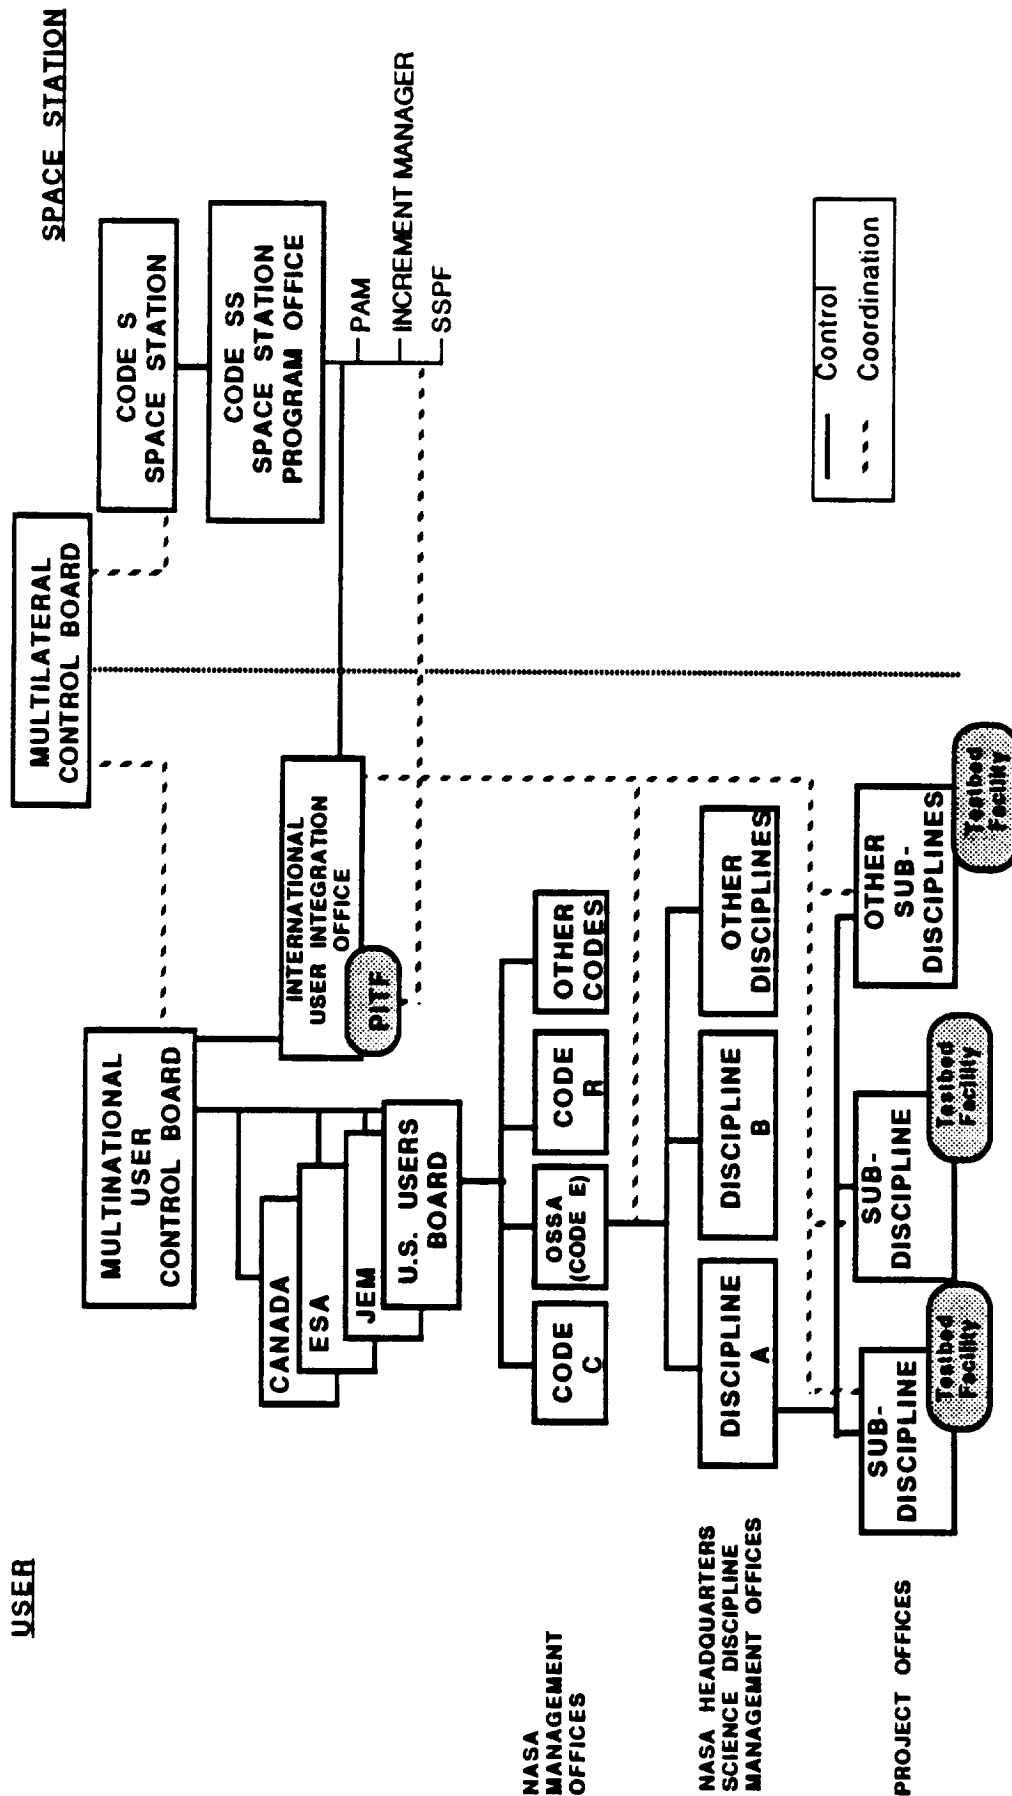 USER
SPACE STATION
MULTILATERAL
CONTROL BOARD
MULTINATIONAL
USER
CONTROL BOARD
CODE S
SPACE STATION
CODE SS
SPACE STATION
PROGRAM OFFICE
PAM
INCREMENT MANAGER
SSPF
CANADA
ESA
JEM
U.S. USERS
BOARD
INTERNATIONAL
USER INTEGRATION
OFFICE
PITF
NASA
MANAGEMENT
OFFICES
CODE
C
OSSA
(CODE E)
CODE
R
OTHER
CODES
NASA HEADQUARTERS
SCIENCE DISCIPLINE
MANAGEMENT OFFICES
DISCIPLINE
A
DISCIPLINE
B
OTHER
DISCIPLINES
PROJECT OFFICES
SUB-
DISCIPLINE
Testbed
Facility
SUB-
DISCIPLINE
Testbed
Facility
OTHER
SUB-
DISCIPLINES
Testbed
Facility
Control
Coordination